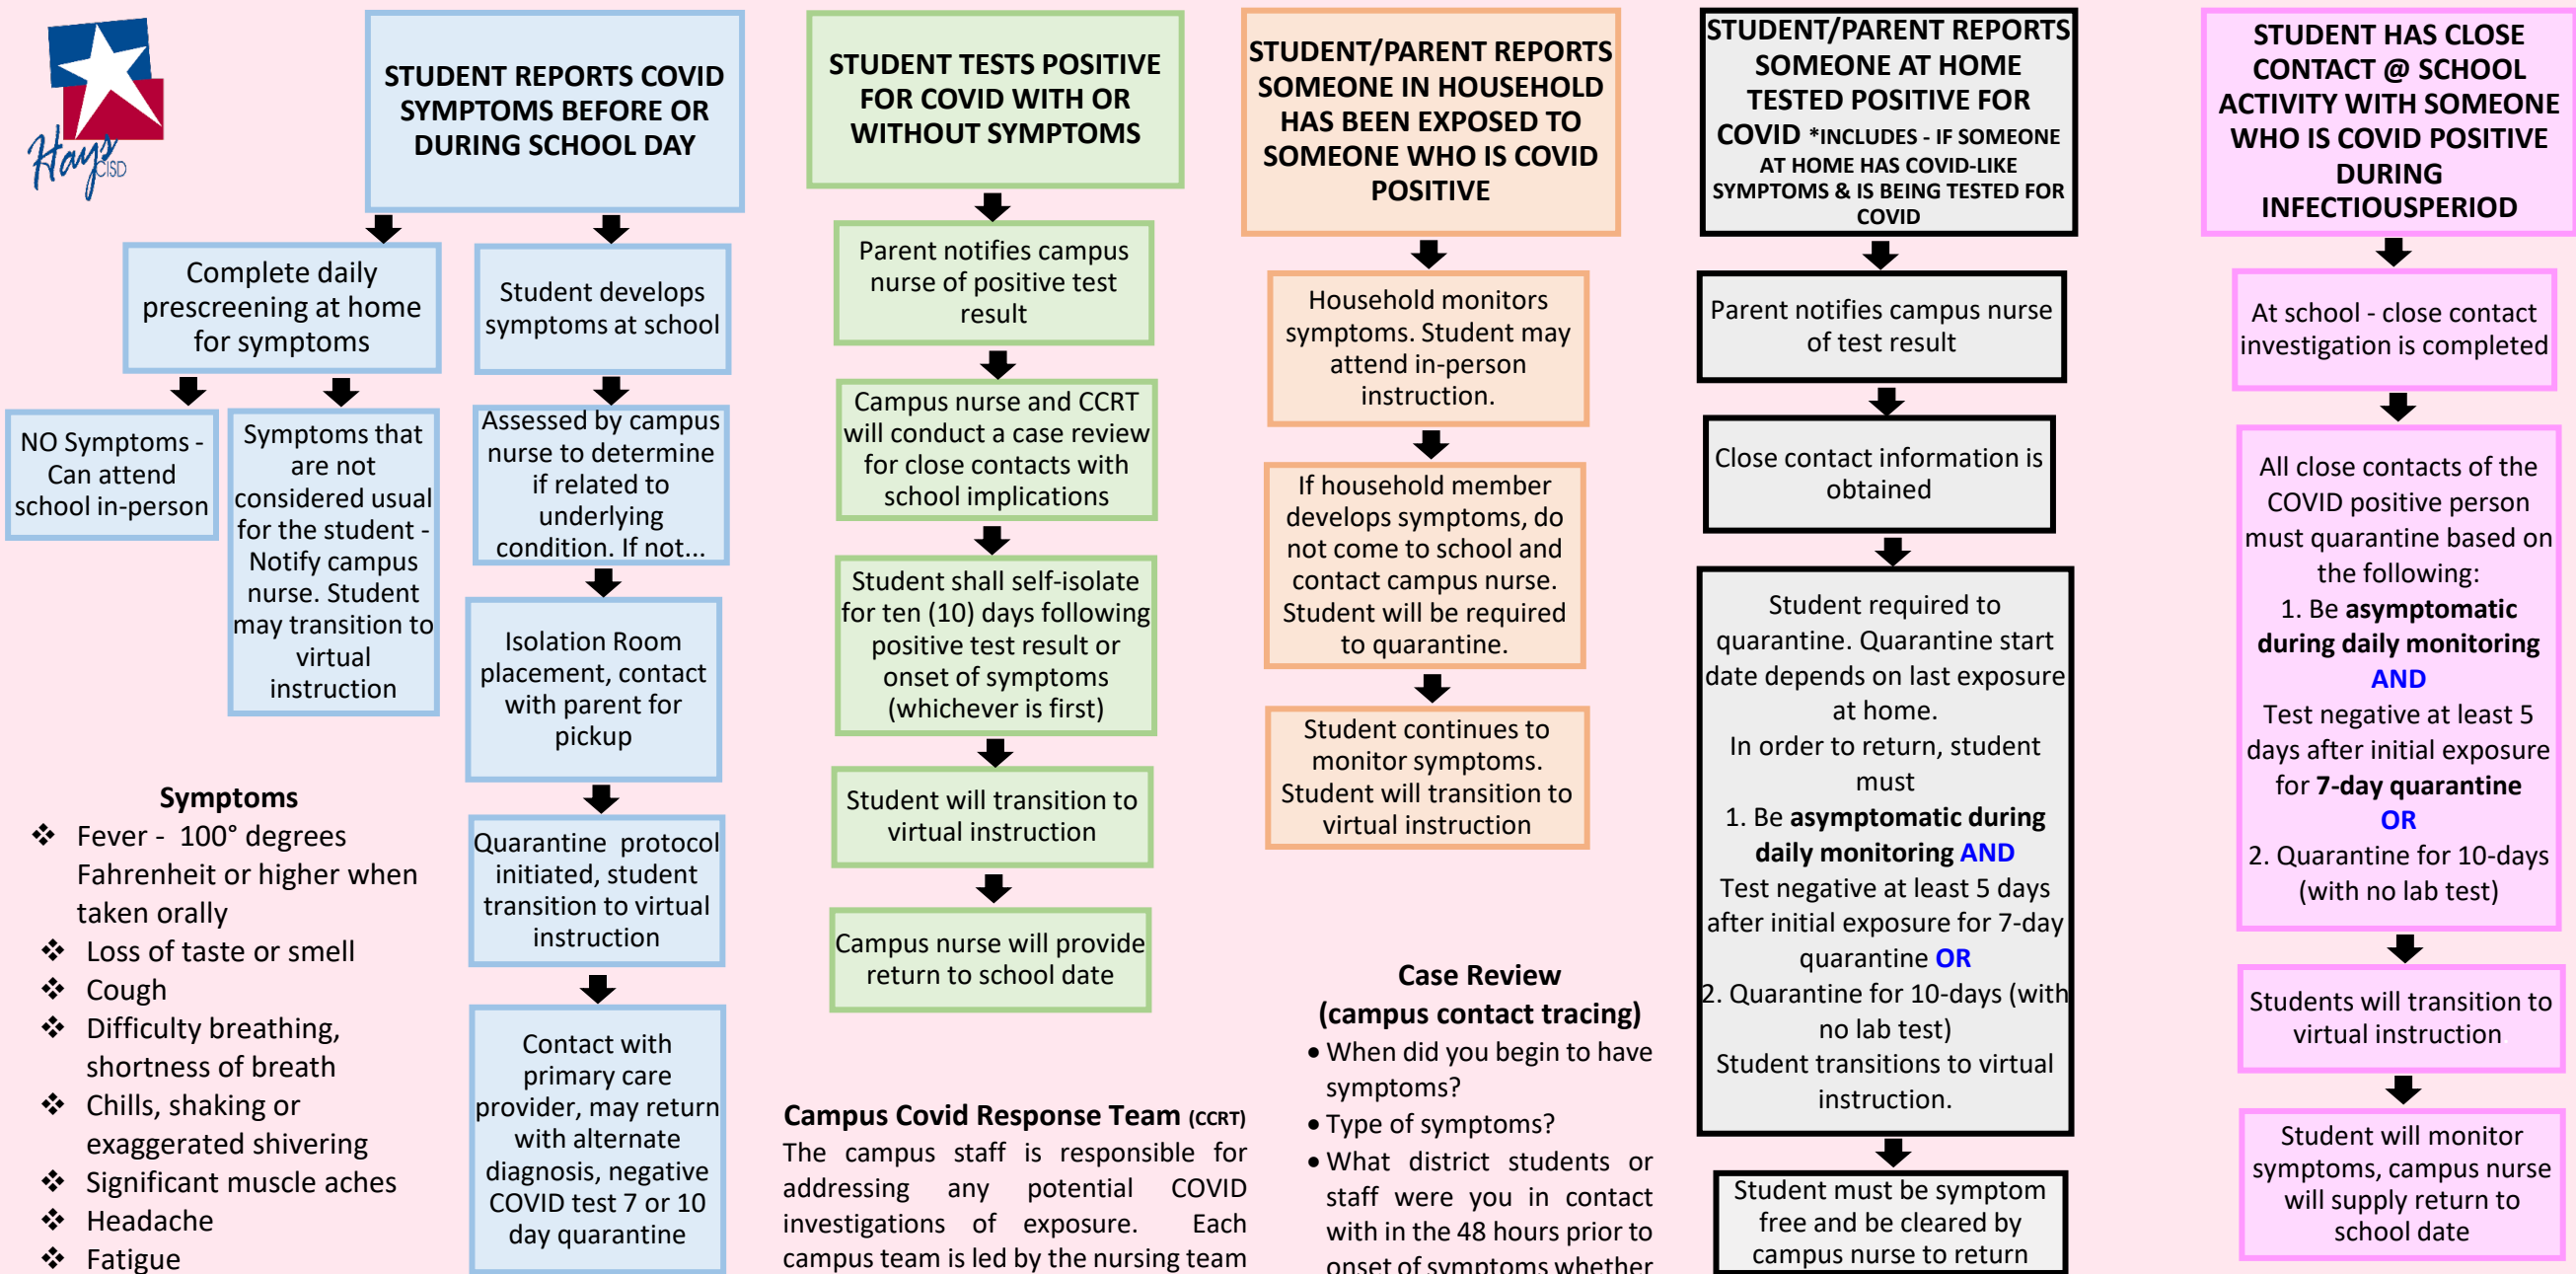 Hays
CISD
STUDENT REPORTS COVID
SYMPTOMS BEFORE OR
DURING SCHOOL DAY
Complete daily
prescreening at home
for symptoms
NO Symptoms -
Can attend
school in-person
Symptoms that
are not
considered usual
for the student -
Notify campus
nurse. Student
may transition to
virtual
instruction
Student develops
symptoms at school
Assessed by campus
nurse to determine
if related to
underlying
condition. If not...
Isolation Room
placement, contact
with parent for
pickup
Quarantine protocol
initiated, student
transition to virtual
instruction
Contact with
primary care
provider, may return
with alternate
diagnosis, negative
COVID test 7 or 10
day quarantine
Symptoms
❖ Fever - 100° degrees
Fahrenheit or higher when
taken orally
❖ Loss of taste or smell
❖ Cough
❖ Difficulty breathing,
shortness of breath
❖ Chills, shaking or
exaggerated shivering
❖ Significant muscle aches
❖ Headache
❖ Fatigue
STUDENT TESTS POSITIVE
FOR COVID WITH OR
WITHOUT SYMPTOMS
Parent notifies campus
nurse of positive test
result
Campus nurse and CCRT
will conduct a case review
for close contacts with
school implications
Student shall self-isolate
for ten (10) days following
positive test result or
onset of symptoms
(whichever is first)
Student will transition to
virtual instruction
Campus nurse will provide
return to school date
Campus Covid Response Team (CCRT)
The campus staff is responsible for
addressing any potential COVID
investigations of exposure. Each
campus team is led by the nursing team
STUDENT/PARENT REPORTS
SOMEONE IN HOUSEHOLD
HAS BEEN EXPOSED TO
SOMEONE WHO IS COVID
POSITIVE
Household monitors
symptoms. Student may
attend in-person
instruction.
If household member
develops symptoms, do
not come to school and
contact campus nurse.
Student will be required
to quarantine.
Student continues to
monitor symptoms.
Student will transition to
virtual instruction
Case Review
(campus contact tracing)
• When did you begin to have
symptoms?
• Type of symptoms?
• What district students or
staff were you in contact
with in the 48 hours prior to
onset of symptoms whether
STUDENT/PARENT REPORTS
SOMEONE AT HOME
TESTED POSITIVE FOR
COVID *INCLUDES - IF SOMEONE
AT HOME HAS COVID-LIKE
SYMPTOMS & IS BEING TESTED FOR
COVID
Parent notifies campus nurse
of test result
Close contact information is
obtained
Student required to
quarantine. Quarantine start
date depends on last exposure
at home.
In order to return, student
must
1. Be asymptomatic during
daily monitoring AND
Test negative at least 5 days
after initial exposure for 7-day
quarantine OR
2. Quarantine for 10-days (with
no lab test)
Student transitions to virtual
instruction.
Student must be symptom
free and be cleared by
campus nurse to return
STUDENT HAS CLOSE
CONTACT @ SCHOOL
ACTIVITY WITH SOMEONE
WHO IS COVID POSITIVE
DURING
INFECTIOUSPERIOD
At school - close contact
investigation is completed
All close contacts of the
COVID positive person
must quarantine based on
the following:
1. Be asymptomatic
during daily monitoring
AND
Test negative at least 5
days after initial exposure
for 7-day quarantine
OR
2. Quarantine for 10-days
(with no lab test)
Students will transition to
virtual instruction
Student will monitor
symptoms, campus nurse
will supply return to
school date